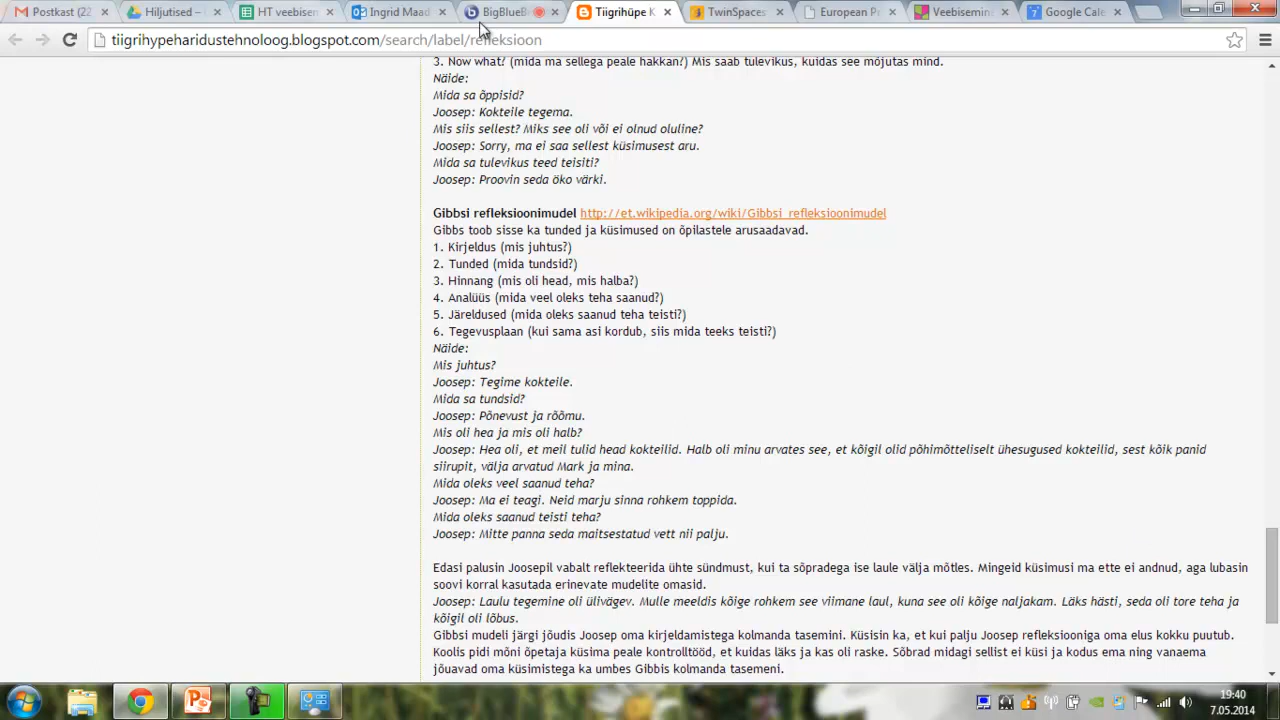 Postkast (22
Hiljutised –
HT veebisem
Ingrid Maad
BigBlueB
Tiigrihüpe K
TwinSpaces
European Pr
Veebisemin
Google Cale
tiigrihypeharidustehnoloog.blogspot.com/search/label/refleksioon
3. Now what? (mida ma sellega peale hakkan?) Mis saab tulevikus, kuidas see mõjutas mind.
Näide:
Mida sa õppisid?
Joosep: Kokteile tegema.
Mis siis sellest? Miks see oli või ei olnud oluline?
Joosep: Sorry, ma ei saa sellest küsimusest aru.
Mida sa tulevikus teed teisiti?
Joosep: Proovin seda öko värki.
Gibbsi refleksioonimudel http://et.wikipedia.org/wiki/Gibbsi_refleksioonimudel
Gibbs toob sisse ka tunded ja küsimused on õpilastele arusaadavad.
1. Kirjeldus (mis juhtus?)
2. Tunded (mida tundsid?)
3. Hinnang (mis oli head, mis halba?)
4. Analüüs (mida veel oleks teha saanud?)
5. Järeldused (mida oleks saanud teha teisti?)
6. Tegevusplaan (kui sama asi kordub, siis mida teeks teisti?)
Näide:
Mis juhtus?
Joosep: Tegime kokteile.
Mida sa tundsid?
Joosep: Põnevust ja rõõmu.
Mis oli hea ja mis oli halb?
Joosep: Hea oli, et meil tulid head kokteilid. Halb oli minu arvates see, et kõigil olid põhimõtteliselt ühesugused kokteilid, sest kõik panid
siirupit, välja arvatud Mark ja mina.
Mida oleks veel saanud teha?
Joosep: Ma ei teagi. Neid marju sinna rohkem toppida.
Mida oleks saanud teisti teha?
Joosep: Mitte panna seda maitsestatud vett nii palju.
Edasi palusin Joosepil vabalt reflekteerida ühte sündmust, kui ta sõpradega ise laule välja mõtles. Mingeid küsimusi ma ette ei andnud, aga lubasin
soovi korral kasutada erinevate mudelite omasid.
Joosep: Laulu tegemine oli ülivägev. Mulle meeldis kõige rohkem see viimane laul, kuna see oli kõige naljakam. Läks hästi, seda oli tore teha ja
kõigil oli lõbus.
Gibbsi mudeli järgi jõudis Joosep oma kirjeldamistega kolmanda tasemini. Küsisin ka, et kui palju Joosep refleksiooniga oma elus kokku puutub.
Koolis pidi mõni õpetaja küsima peale kontrolltööd, et kuidas läks ja kas oli raske. Sõbrad midagi sellist ei küsi ja kodus ema ning vanaema
jõuavad oma küsimistega ka umbes Gibbis kolmanda tasemeni.
19:40
7.05.2014